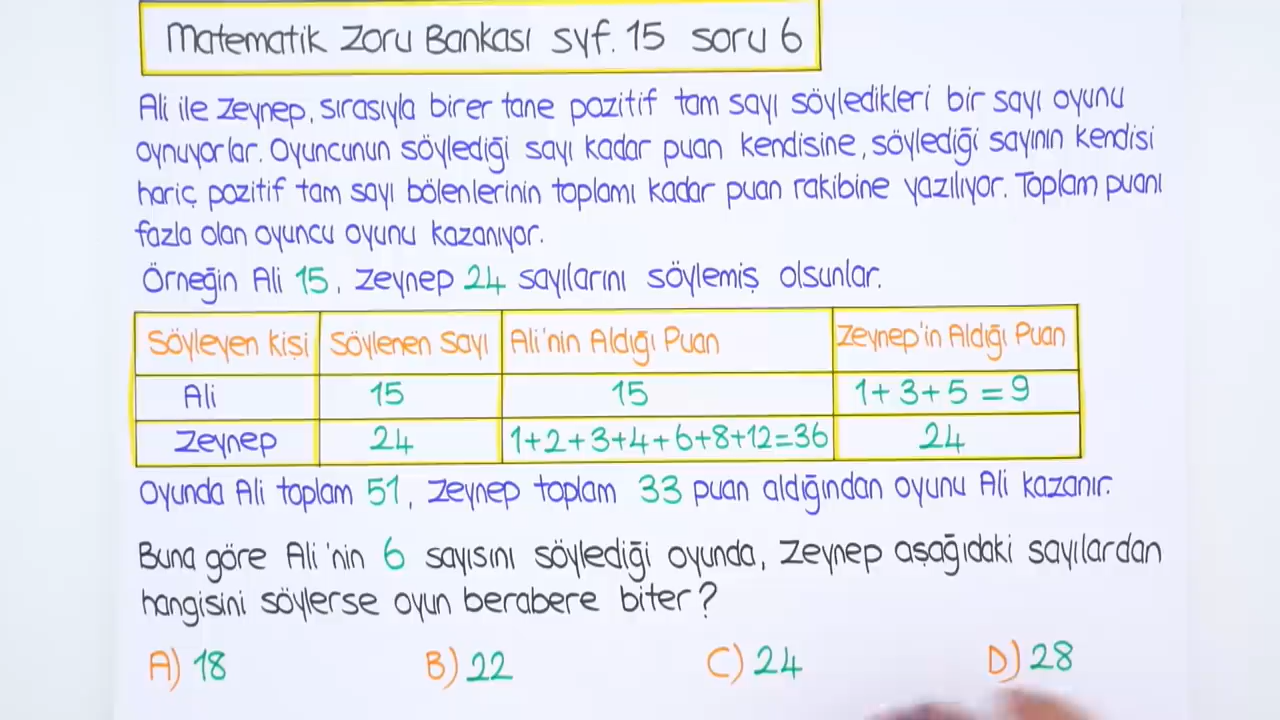 Matematik Zoru Bankası syf. 15 soru 6
Ali ile Zeynep, sırasıyla birer tane pozitif tam sayı söyledikleri bir sayı oyunu
oynuyorlar. Oyuncunun söylediği sayı kadar puan kendisine, söylediği sayının kendisi
hariç pozitif tam sayı bölenlerinin toplamı kadar puan rakibine yazılıyor. Toplam puanı
fazla olan oyuncu oyunu kazanıyor.
Örneğin Ali 15, Zeynep 24 sayılarını söylemiş olsunlar.
Söyleyen Kişi Söylenen Sayı Ali'nin Aldığı Puan Zeynep'in Aldığı Puan
Ali 15 15 1+3+5=9
Zeynep 24 1+2+3+4+6+8+12=36 24
Oyunda Ali toplam 51, Zeynep toplam 33 puan aldığından oyunu Ali kazanır.
Buna göre Ali'nin 6 sayısını söylediği oyunda, Zeynep aşağıdaki sayılardan
hangisini söylerse oyun berabere biter?
A) 18 B) 22 C) 24 D) 28